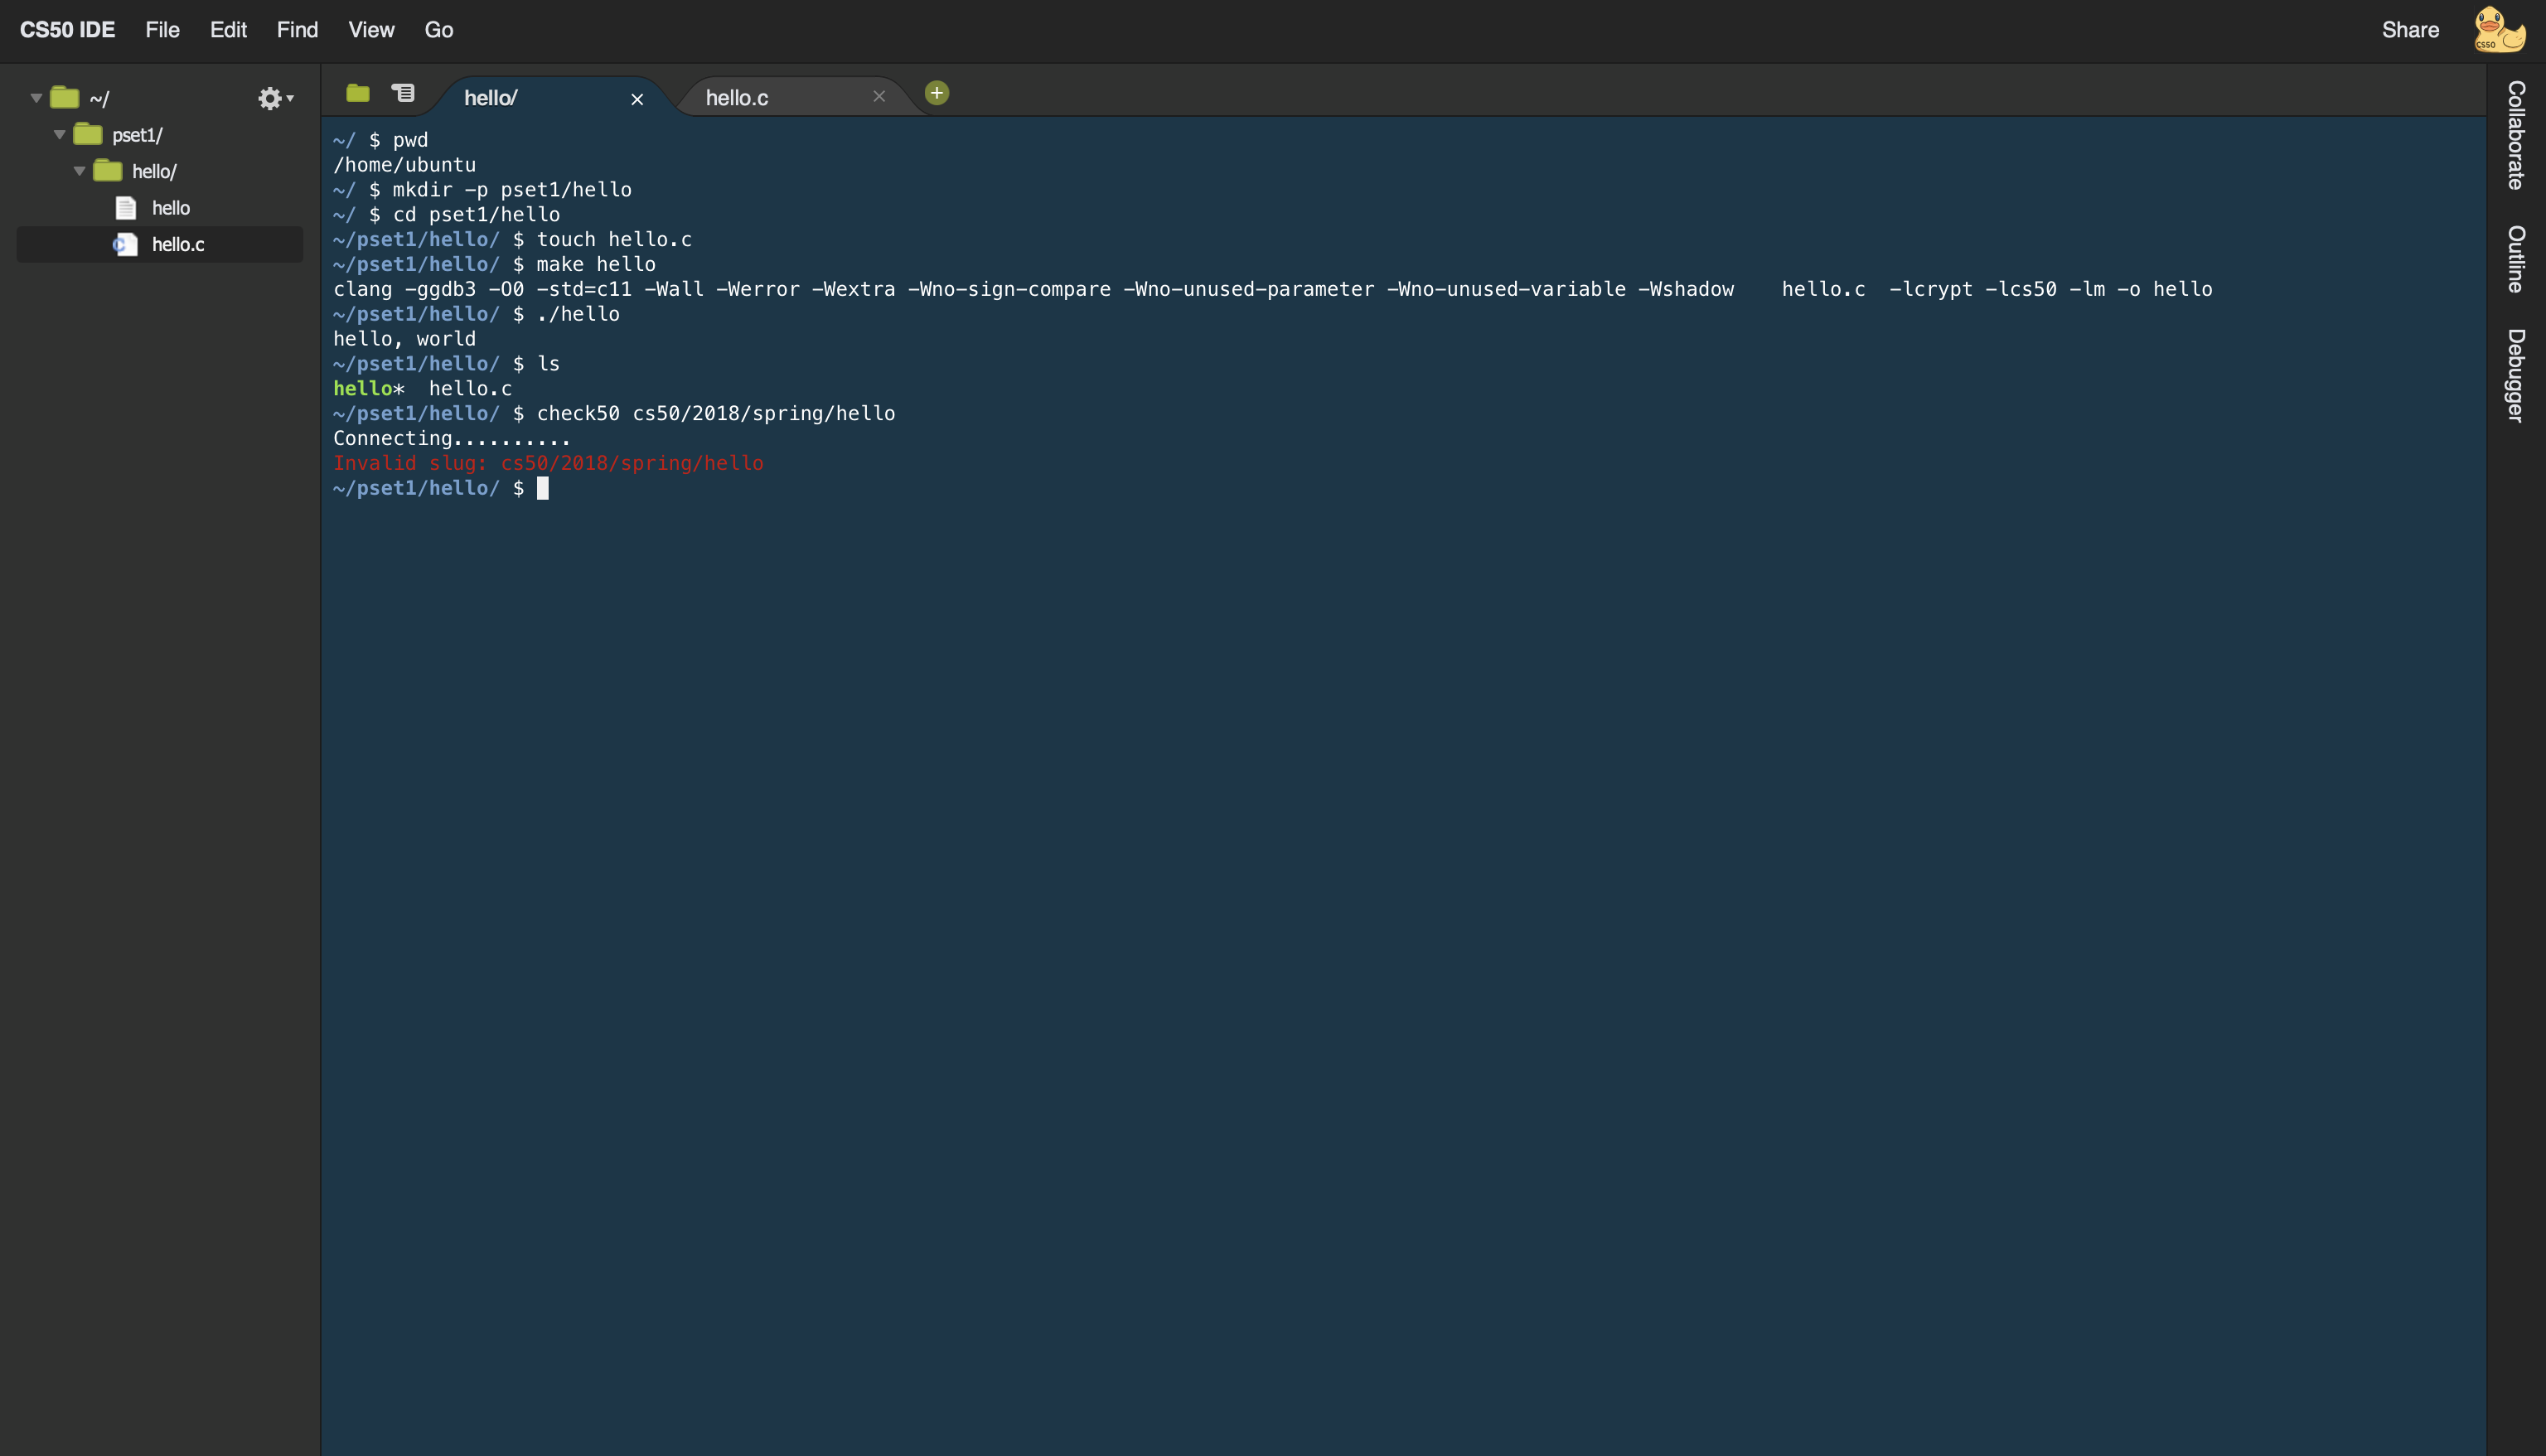 CS50 IDE File Edit Find View Go Share
CS50
~/
pset1/
hello/
hello
hello.c
hello/ hello.c
~/ $ pwd
/home/ubuntu
~/ $ mkdir -p pset1/hello
~/ $ cd pset1/hello
~/pset1/hello/ $ touch hello.c
~/pset1/hello/ $ make hello
clang -ggdb3 -O0 -std=c11 -Wall -Werror -Wextra -Wno-sign-compare -Wno-unused-parameter -Wno-unused-variable -Wshadow    hello.c  -lcrypt -lcs50 -lm -o hello
~/pset1/hello/ $ ./hello
hello, world
~/pset1/hello/ $ ls
hello*  hello.c
~/pset1/hello/ $ check50 cs50/2018/spring/hello
Connecting..........
Invalid slug: cs50/2018/spring/hello
~/pset1/hello/ $
Collaborate
Outline
Debugger